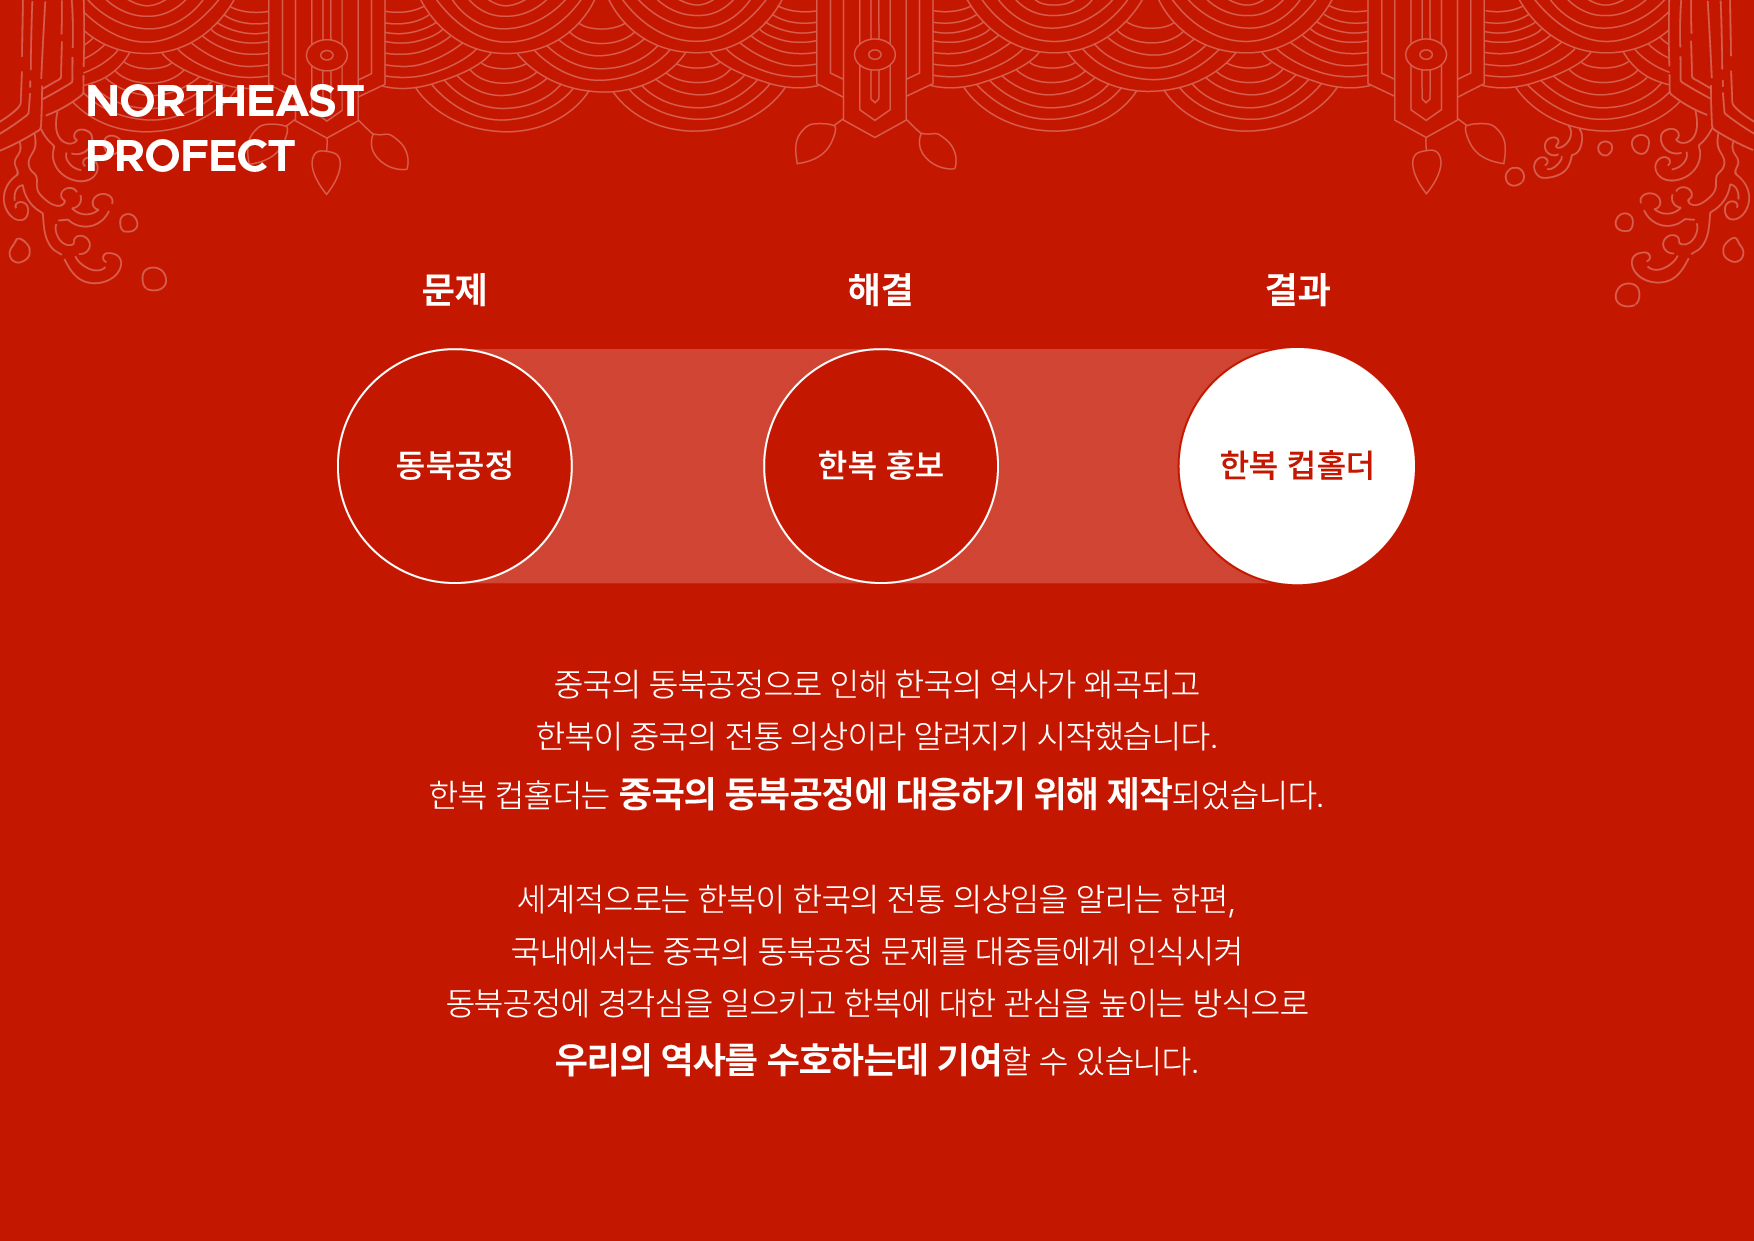 NORTHEAST
PROFECT
문제
해결
결과
동북공정
한복 홍보
한복 컵홀더
중국의 동북공정으로 인해 한국의 역사가 왜곡되고
한복이 중국의 전통 의상이라 알려지기 시작했습니다.
한복 컵홀더는 중국의 동북공정에 대응하기 위해 제작되었습니다.
세계적으로는 한복이 한국의 전통 의상임을 알리는 한편,
국내에서는 중국의 동북공정 문제를 대중들에게 인식시켜
동북공정에 경각심을 일으키고 한복에 대한 관심을 높이는 방식으로
우리의 역사를 수호하는데 기여할 수 있습니다.